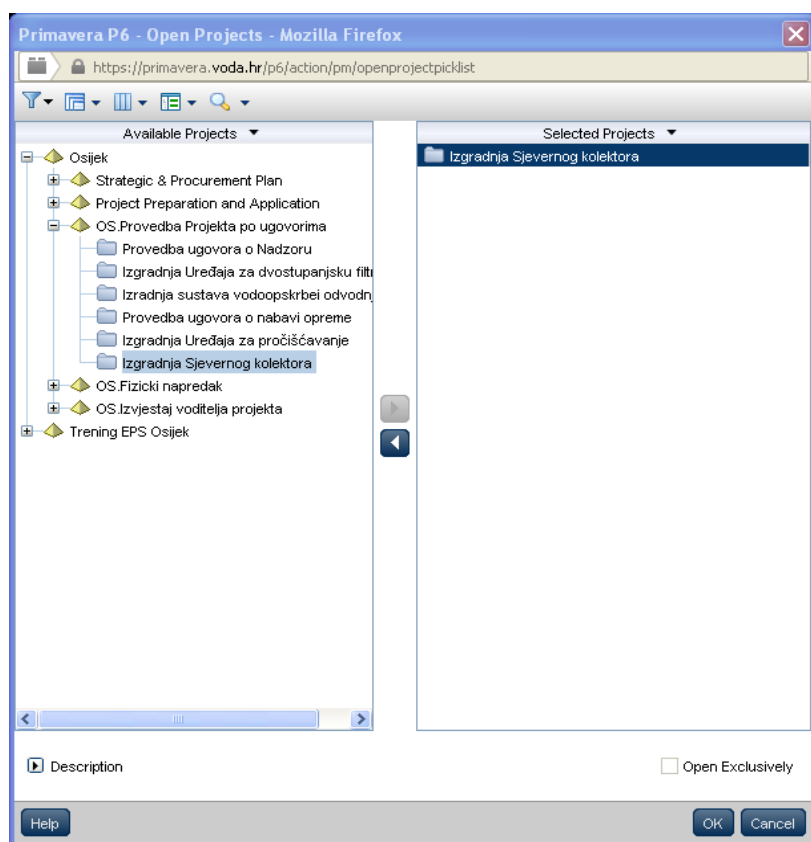 Primavera P6 - Open Projects - Mozilla Firefox
https://primavera.voda.hr/p6/action/pm/openprojectpicklist
Available Projects
Osijek
Strategic & Procurement Plan
Project Preparation and Application
OS.Provedba Projekta po ugovorima
Provedba ugovora o Nadzoru
Izgradnja Uređaja za dvostupanjsku
Izradnja sustava vodoopskrbei
Provedba ugovora o nabavi opreme
Izgradnja Uređaja za pročišćavanje
Izgradnja Sjevernog kolektora
OS.Fizicki napredak
OS.Izvjestaj voditelja projekta
Trening EPS Osijek
Selected Projects
Izgradnja Sjevernog kolektora
Description
Open Exclusively
Help
OK
Cancel